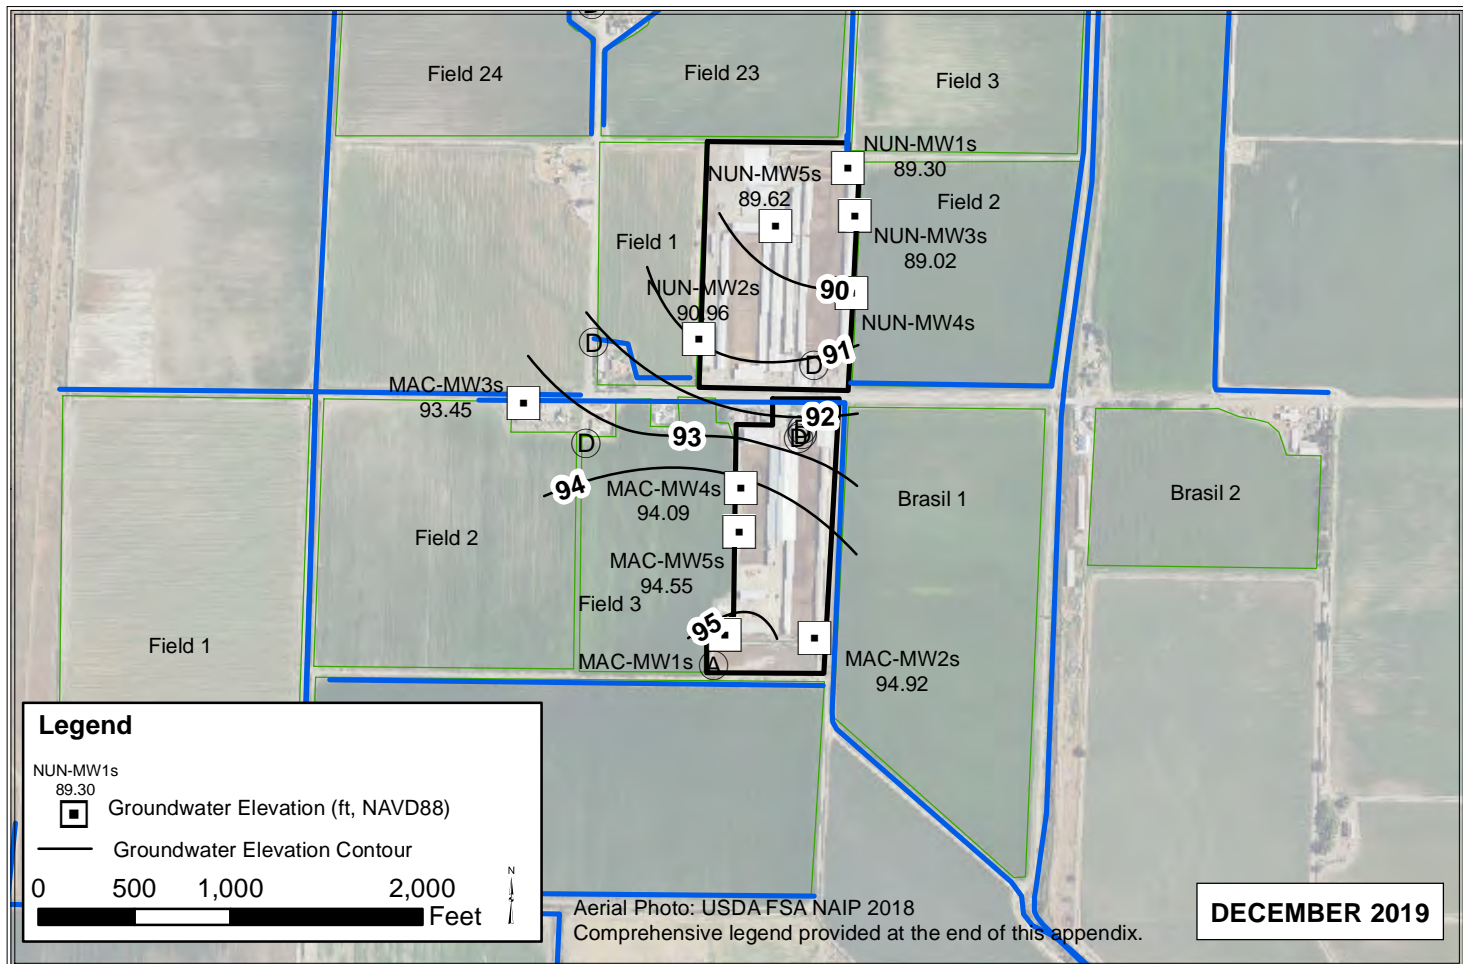 Field 24
Field 23
Field 3
NUN-MW1s
89.30
NUN-MW5s
89.62
Field 2
NUN-MW3s
89.02
Field 1
NUN-MW2s
90.96
90
NUN-MW4s
91
D
D
MAC-MW3s
93.45
92
93
D
D
94
MAC-MW4s
94.09
Brasil 1
Brasil 2
Field 2
MAC-MW5s
94.55
Field 3
95
Field 1
MAC-MW1s
A
MAC-MW2s
94.92
Legend
NUN-MW1s
89.30
Groundwater Elevation (ft, NAVD88)
Groundwater Elevation Contour
0 500 1,000 2,000
Feet
N
Aerial Photo: USDA FSA NAIP 2018
Comprehensive legend provided at the end of this appendix.
DECEMBER 2019